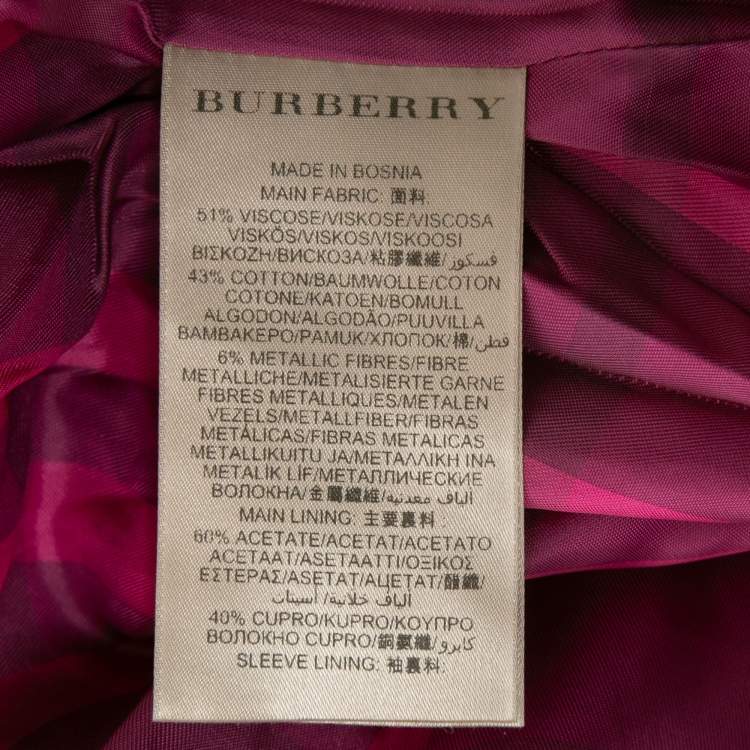 BURBERRY
MADE IN BOSNIA
MAIN FABRIC: 面料:
51% VISCOSE/VISKOSE/VISCOSA
VISKÓS/VISKOS/VISKOOSI
ΒΙΣΚΟΖΗ/ВИСКОЗА/粘膠纖維/فسكوز
43% COTTON/BAUMWOLLE/COTON
COTONE/KATOEN/BOMULL
ALGODON/ALGODÃO/PUUVILLA
ΒΑΜΒΑΚΕΡΟ/PAMUK/ХЛОПОК/棉/قطن
6% METALLIC FIBRES/FIBRE
METALLICHE/METALISIERTE GARNE
FIBRES METALLIQUES/METALEN
VEZELS/METALLFIBER/FIBRAS
METÁLICAS/FIBRAS METALICAS
METALLIKUITU JA/ΜΕΤΑΛΛΙΚΗ ΙΝΑ
METALIK LİF/МЕТАЛЛИЧЕСКИЕ
ВОЛОКНА/金屬纖維/الياف معدنية
MAIN LINING: 主要裏料:
60% ACETATE/ACETAT/ACETATO
ACETAAT/ASETAATTI/ΟΞΙΚΟΣ
ΕΣΤΕΡΑΣ/ASETAT/АЦЕТАТ/醋纖/
الياف خلانية/أسيتات
40% CUPRO/KUPRO/ΚΟΥΠΡΟ
ВОЛОКНО CUPRO/銅氨纖/كابرو
SLEEVE LINING: 袖裏料: